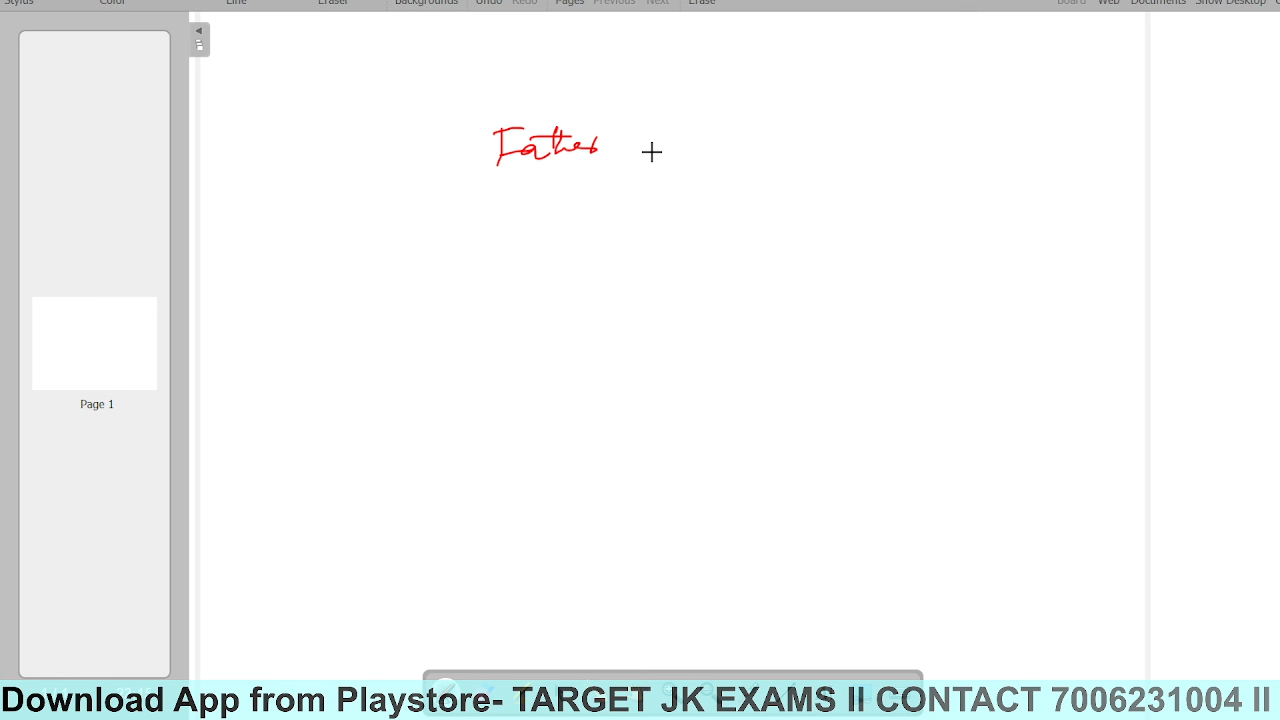 Stylus Color Line Eraser Backgrounds Undo Redo Pages Previous Next Erase Board Web Documents Show Desktop
Father
Page 1
Download App from Playstore- TARGET JK EXAMS II CONTACT 7006231004 II